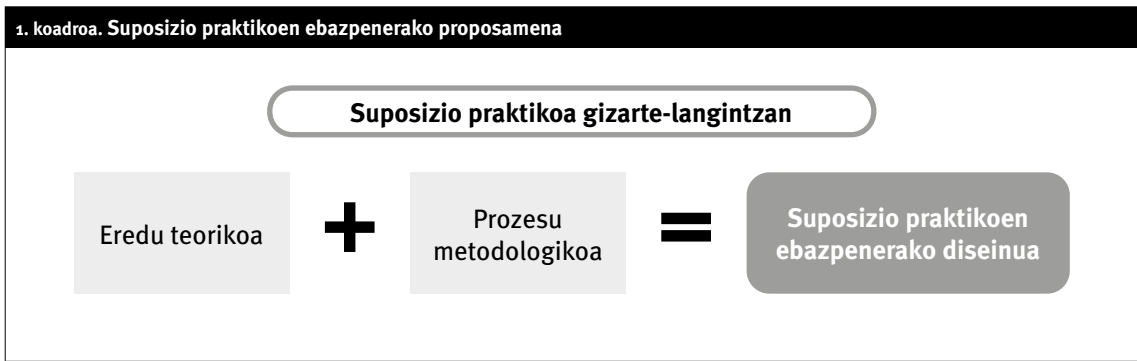 1. koadroa. Suposizio praktikoen ebazpenerako proposamena
Suposizio praktikoa gizarte-langintzan
Eredu teorikoa
+
Prozesu
metodologikoa
=
Suposizio praktikoen
ebazpenerako diseinua